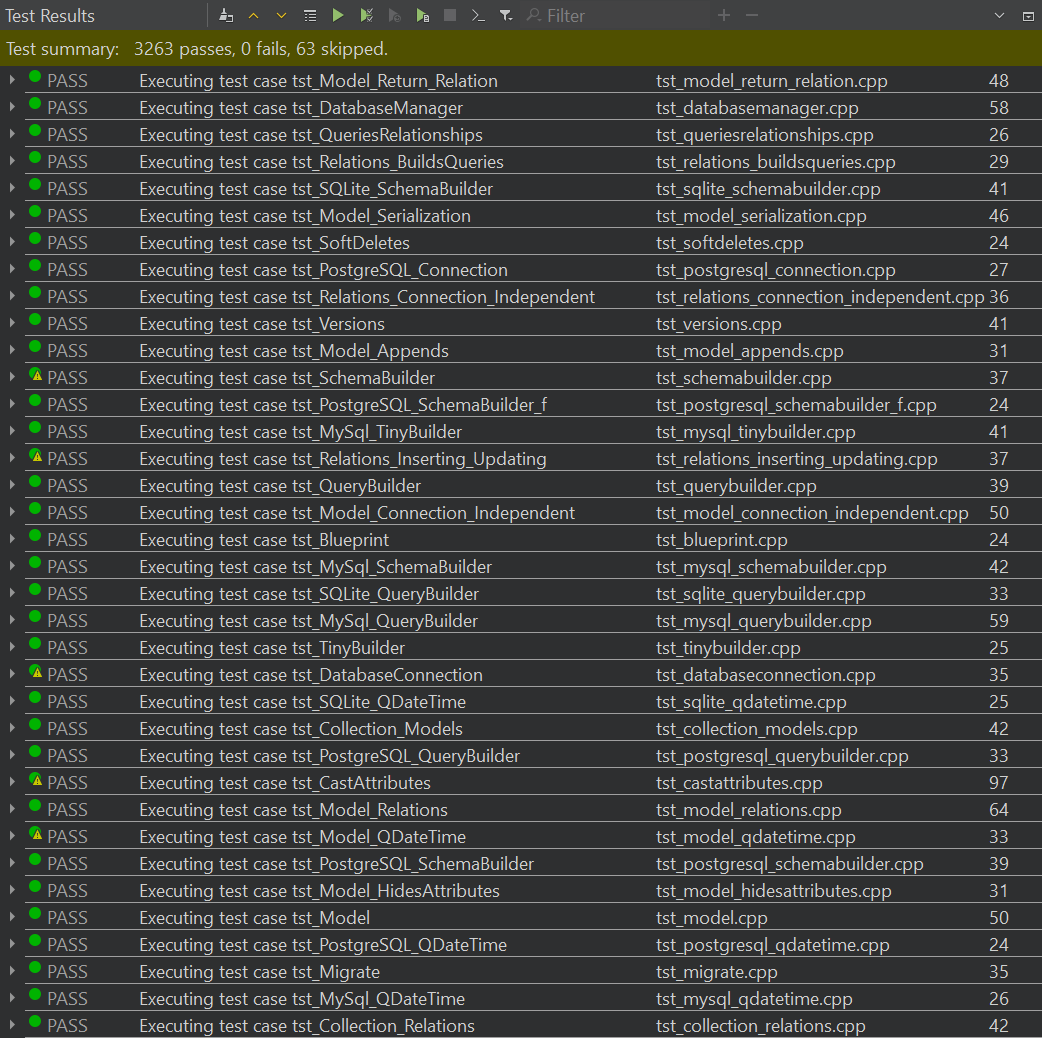 Test Results Filter
Test summary: 3263 passes, 0 fails, 63 skipped.
PASS Executing test case tst_Model_Return_Relation tst_model_return_relation.cpp 48
PASS Executing test case tst_DatabaseManager tst_databasemanager.cpp 58
PASS Executing test case tst_QueriesRelationships tst_queriesrelationships.cpp 26
PASS Executing test case tst_Relations_BuildsQueries tst_relations_buildsqueries.cpp 29
PASS Executing test case tst_SQLite_SchemaBuilder tst_sqlite_schemabuilder.cpp 41
PASS Executing test case tst_Model_Serialization tst_model_serialization.cpp 46
PASS Executing test case tst_SoftDeletes tst_softdeletes.cpp 24
PASS Executing test case tst_PostgreSQL_Connection tst_postgresql_connection.cpp 27
PASS Executing test case tst_Relations_Connection_Independent tst_relations_connection_independent.cpp 36
PASS Executing test case tst_Versions tst_versions.cpp 41
PASS Executing test case tst_Model_Appends tst_model_appends.cpp 31
PASS Executing test case tst_SchemaBuilder tst_schemabuilder.cpp 37
PASS Executing test case tst_PostgreSQL_SchemaBuilder_f tst_postgresql_schemabuilder_f.cpp 24
PASS Executing test case tst_MySql_TinyBuilder tst_mysql_tinybuilder.cpp 41
PASS Executing test case tst_Relations_Inserting_Updating tst_relations_inserting_updating.cpp 37
PASS Executing test case tst_QueryBuilder tst_querybuilder.cpp 39
PASS Executing test case tst_Model_Connection_Independent tst_model_connection_independent.cpp 50
PASS Executing test case tst_Blueprint tst_blueprint.cpp 24
PASS Executing test case tst_MySql_SchemaBuilder tst_mysql_schemabuilder.cpp 42
PASS Executing test case tst_SQLite_QueryBuilder tst_sqlite_querybuilder.cpp 33
PASS Executing test case tst_MySql_QueryBuilder tst_mysql_querybuilder.cpp 59
PASS Executing test case tst_TinyBuilder tst_tinybuilder.cpp 25
PASS Executing test case tst_DatabaseConnection tst_databaseconnection.cpp 35
PASS Executing test case tst_SQLite_QDateTime tst_sqlite_qdatetime.cpp 25
PASS Executing test case tst_Collection_Models tst_collection_models.cpp 42
PASS Executing test case tst_PostgreSQL_QueryBuilder tst_postgresql_querybuilder.cpp 33
PASS Executing test case tst_CastAttributes tst_castattributes.cpp 97
PASS Executing test case tst_Model_Relations tst_model_relations.cpp 64
PASS Executing test case tst_Model_QDateTime tst_model_qdatetime.cpp 33
PASS Executing test case tst_PostgreSQL_SchemaBuilder tst_postgresql_schemabuilder.cpp 39
PASS Executing test case tst_Model_HidesAttributes tst_model_hidesattributes.cpp 31
PASS Executing test case tst_Model tst_model.cpp 50
PASS Executing test case tst_PostgreSQL_QDateTime tst_postgresql_qdatetime.cpp 24
PASS Executing test case tst_Migrate tst_migrate.cpp 35
PASS Executing test case tst_MySql_QDateTime tst_mysql_qdatetime.cpp 26
PASS Executing test case tst_Collection_Relations tst_collection_relations.cpp 42